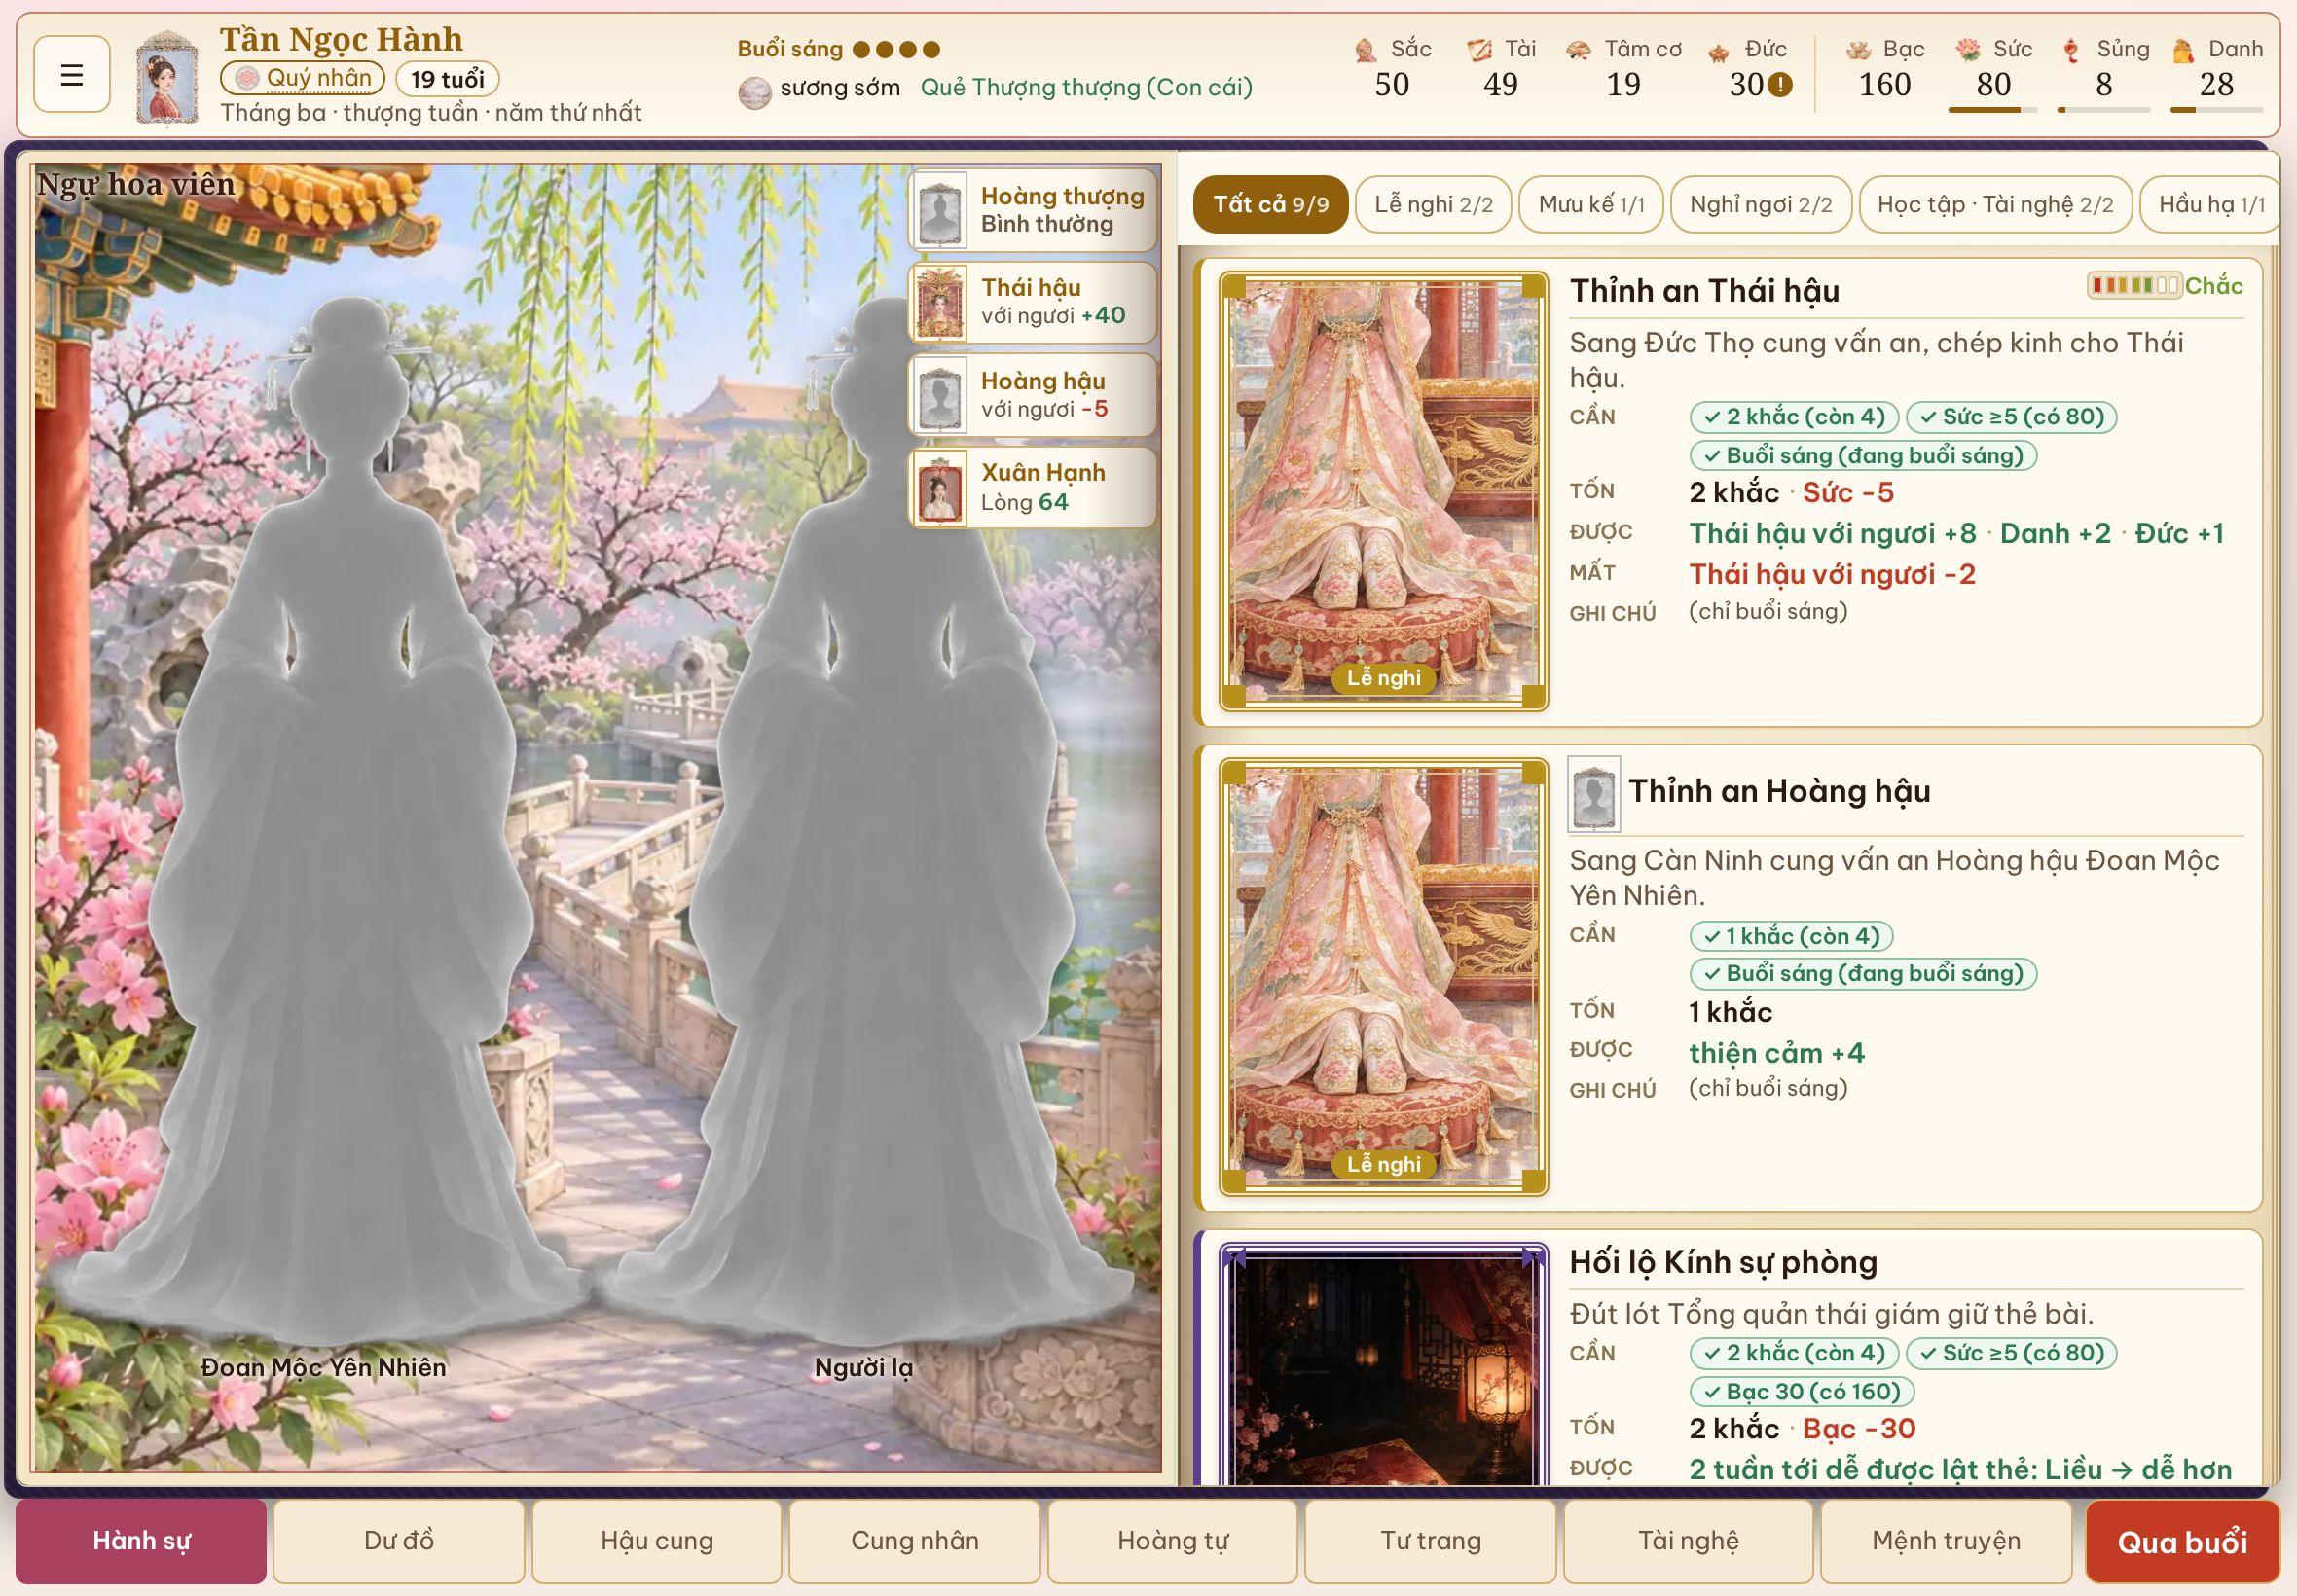 Tần Ngọc Hành
Quý nhân
19 tuổi
Tháng ba · thượng tuần · năm thứ nhất
Buổi sáng
sương sớm
Quẻ Thượng thượng (Con cái)
Sắc
50
Tài
49
Tâm cơ
19
Đức
30
!
Bạc
160
Sức
80
Sủng
8
Danh
28
Ngự hoa viên
Hoàng thượng
Bình thường
Thái hậu
với ngươi +40
Hoàng hậu
với ngươi -5
Xuân Hạnh
Lòng 64
Đoan Mộc Yên Nhiên
Người lạ
Tất cả 9/9
Lễ nghi 2/2
Mưu kế 1/1
Nghỉ ngơi 2/2
Học tập · Tài nghệ 2/2
Hầu hạ 1/1
Lễ nghi
Thỉnh an Thái hậu
Chắc
Sang Đức Thọ cung vấn an, chép kinh cho Thái
hậu.
CẦN
✓ 2 khắc (còn 4)
✓ Sức ≥5 (có 80)
✓ Buổi sáng (đang buổi sáng)
TỐN
2 khắc · Sức -5
ĐƯỢC
Thái hậu với ngươi +8 · Danh +2 · Đức +1
MẤT
Thái hậu với ngươi -2
GHI CHÚ
(chỉ buổi sáng)
Lễ nghi
Thỉnh an Hoàng hậu
Sang Càn Ninh cung vấn an Hoàng hậu Đoan Mộc
Yên Nhiên.
CẦN
✓ 1 khắc (còn 4)
✓ Buổi sáng (đang buổi sáng)
TỐN
1 khắc
ĐƯỢC
thiện cảm +4
GHI CHÚ
(chỉ buổi sáng)
Hối lộ Kính sự phòng
Đút lót Tổng quản thái giám giữ thẻ bài.
CẦN
✓ 2 khắc (còn 4)
✓ Sức ≥5 (có 80)
✓ Bạc 30 (có 160)
TỐN
2 khắc · Bạc -30
ĐƯỢC
2 tuần tới dễ được lật thẻ: Liều → dễ hơn
Hành sự
Dư đồ
Hậu cung
Cung nhân
Hoàng tự
Tư trang
Tài nghệ
Mệnh truyện
Qua buổi